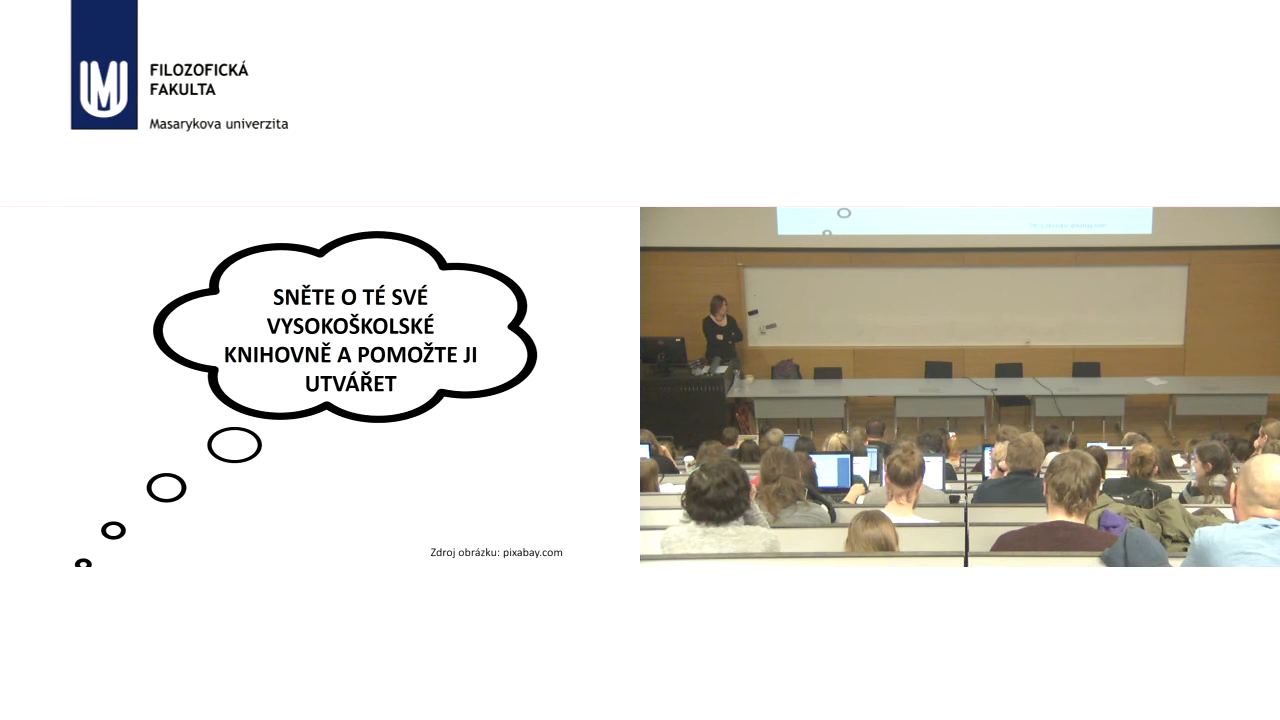 FILOZOFICKÁ
FAKULTA
Masarykova univerzita
SNĚTE O TÉ SVÉ
VYSOKOŠKOLSKÉ
KNIHOVNĚ A POMOŽTE JI
UTVÁŘET
Zdroj obrázku: pixabay.com